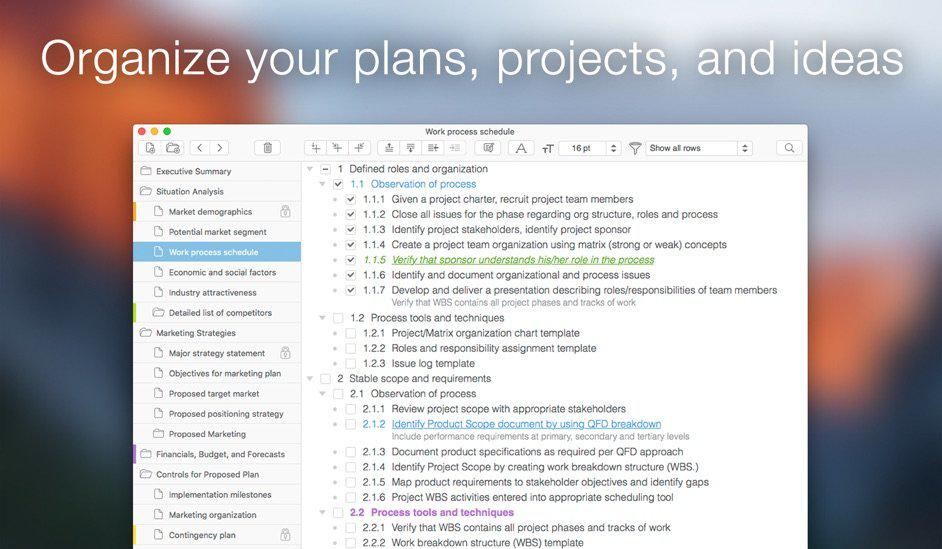 Organize your plans, projects, and ideas
Work process schedule
16 pt
Show all rows
Executive Summary
Situation Analysis
Market demographics
Potential market segment
Work process schedule
Economic and social factors
Industry attractiveness
Detailed list of competitors
Marketing Strategies
Major strategy statement
Objectives for marketing plan
Proposed target market
Proposed positioning strategy
Proposed Marketing
Financials, Budget, and Forecasts
Controls for Proposed Plan
Implementation milestones
Marketing organization
Contingency plan
1 Defined roles and organization
1.1 Observation of process
1.1.1 Given a project charter, recruit project team members
1.1.2 Close all issues for the phase regarding org structure, roles and process
1.1.3 Identify project stakeholders, identify project sponsor
1.1.4 Create a project team organization using matrix (strong or weak) concepts
1.1.5 Verify that sponsor understands his/her role in the process
1.1.6 Identify and document organizational and process issues
1.1.7 Develop and deliver a presentation describing roles/responsibilities of team members
Verify that WBS contains all project phases and tracks of work
1.2 Process tools and techniques
1.2.1 Project/Matrix organization chart template
1.2.2 Roles and responsibility assignment template
1.2.3 Issue log template
2 Stable scope and requirements
2.1 Observation of process
2.1.1 Review project scope with appropriate stakeholders
2.1.2 Identify Product Scope document by using QFD breakdown
Include performance requirements at primary, secondary and tertiary levels
2.1.3 Document product specifications as required per QFD approach
2.1.4 Identify Project Scope by creating work breakdown structure (WBS.)
2.1.5 Map product requirements to stakeholder objectives and identify gaps
2.1.6 Project WBS activities entered into appropriate scheduling tool
2.2 Process tools and techniques
2.2.1 Verify that WBS contains all project phases and tracks of work
2.2.2 Work breakdown structure (WBS) template